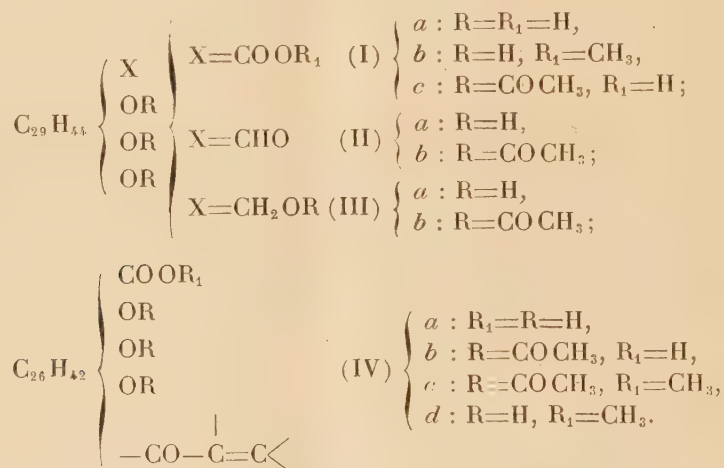 C₂₉H₄₄ { X OR OR OR
X=COOR₁ (I) { a : R=R₁=H,
b : R=H, R₁=CH₃,
c : R=COCH₃, R₁=H;
X=CHO (II) { a : R=H,
b : R=COCH₃;
X=CH₂OR (III) { a : R=H,
b : R=COCH₃;
C₂₆H₄₂ { COOR₁
OR
OR
OR
—CO—C=C<
(IV) { a : R₁=R=H,
b : R=COCH₃, R₁=H,
c : R=COCH₃, R₁=CH₃,
d : R=H, R₁=CH₃.